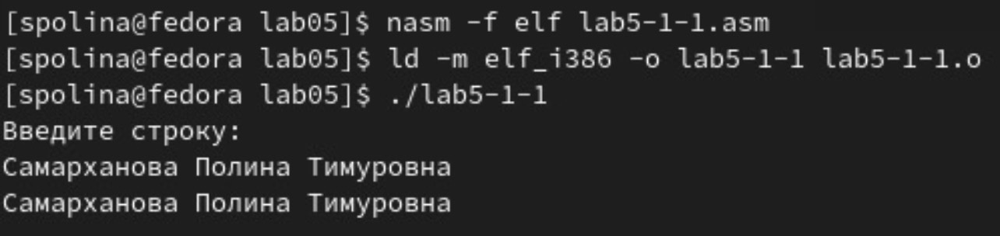 [spolina@fedora lab05]$ nasm -f elf lab5-1-1.asm
[spolina@fedora lab05]$ ld -m elf_i386 -o lab5-1-1 lab5-1-1.o
[spolina@fedora lab05]$ ./lab5-1-1
Введите строку:
Самарханова Полина Тимуровна
Самарханова Полина Тимуровна